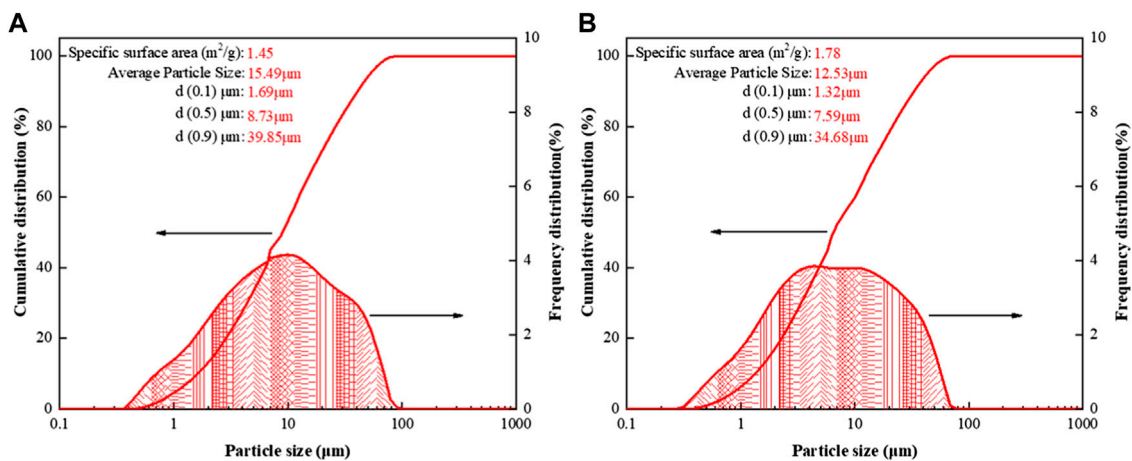 A
Specific surface area (m²/g): 1.45
Average Particle Size: 15.49μm
d (0.1) μm: 1.69μm
d (0.5) μm: 8.73μm
d (0.9) μm: 39.85μm
Cumulative distribution (%)
100
80
60
40
20
0
Frequency distribution(%)
10
8
6
4
2
0
0.1 1 10 100 1000
Particle size (μm)
B
Specific surface area (m²/g): 1.78
Average Particle Size: 12.53μm
d (0.1) μm: 1.32μm
d (0.5) μm: 7.59μm
d (0.9) μm: 34.68μm
Cumulative distribution (%)
100
80
60
40
20
0
Frequency distribution(%)
10
8
6
4
2
0
0.1 1 10 100 1000
Particle size (μm)